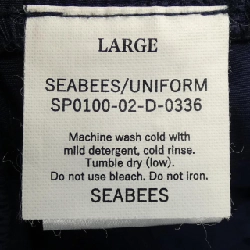 LARGE
SEABEES/UNIFORM
SP0100-02-D-0336
Machine wash cold with
mild detergent, cold rinse.
Tumble dry (low).
Do not use bleach. Do not iron.
SEABEES